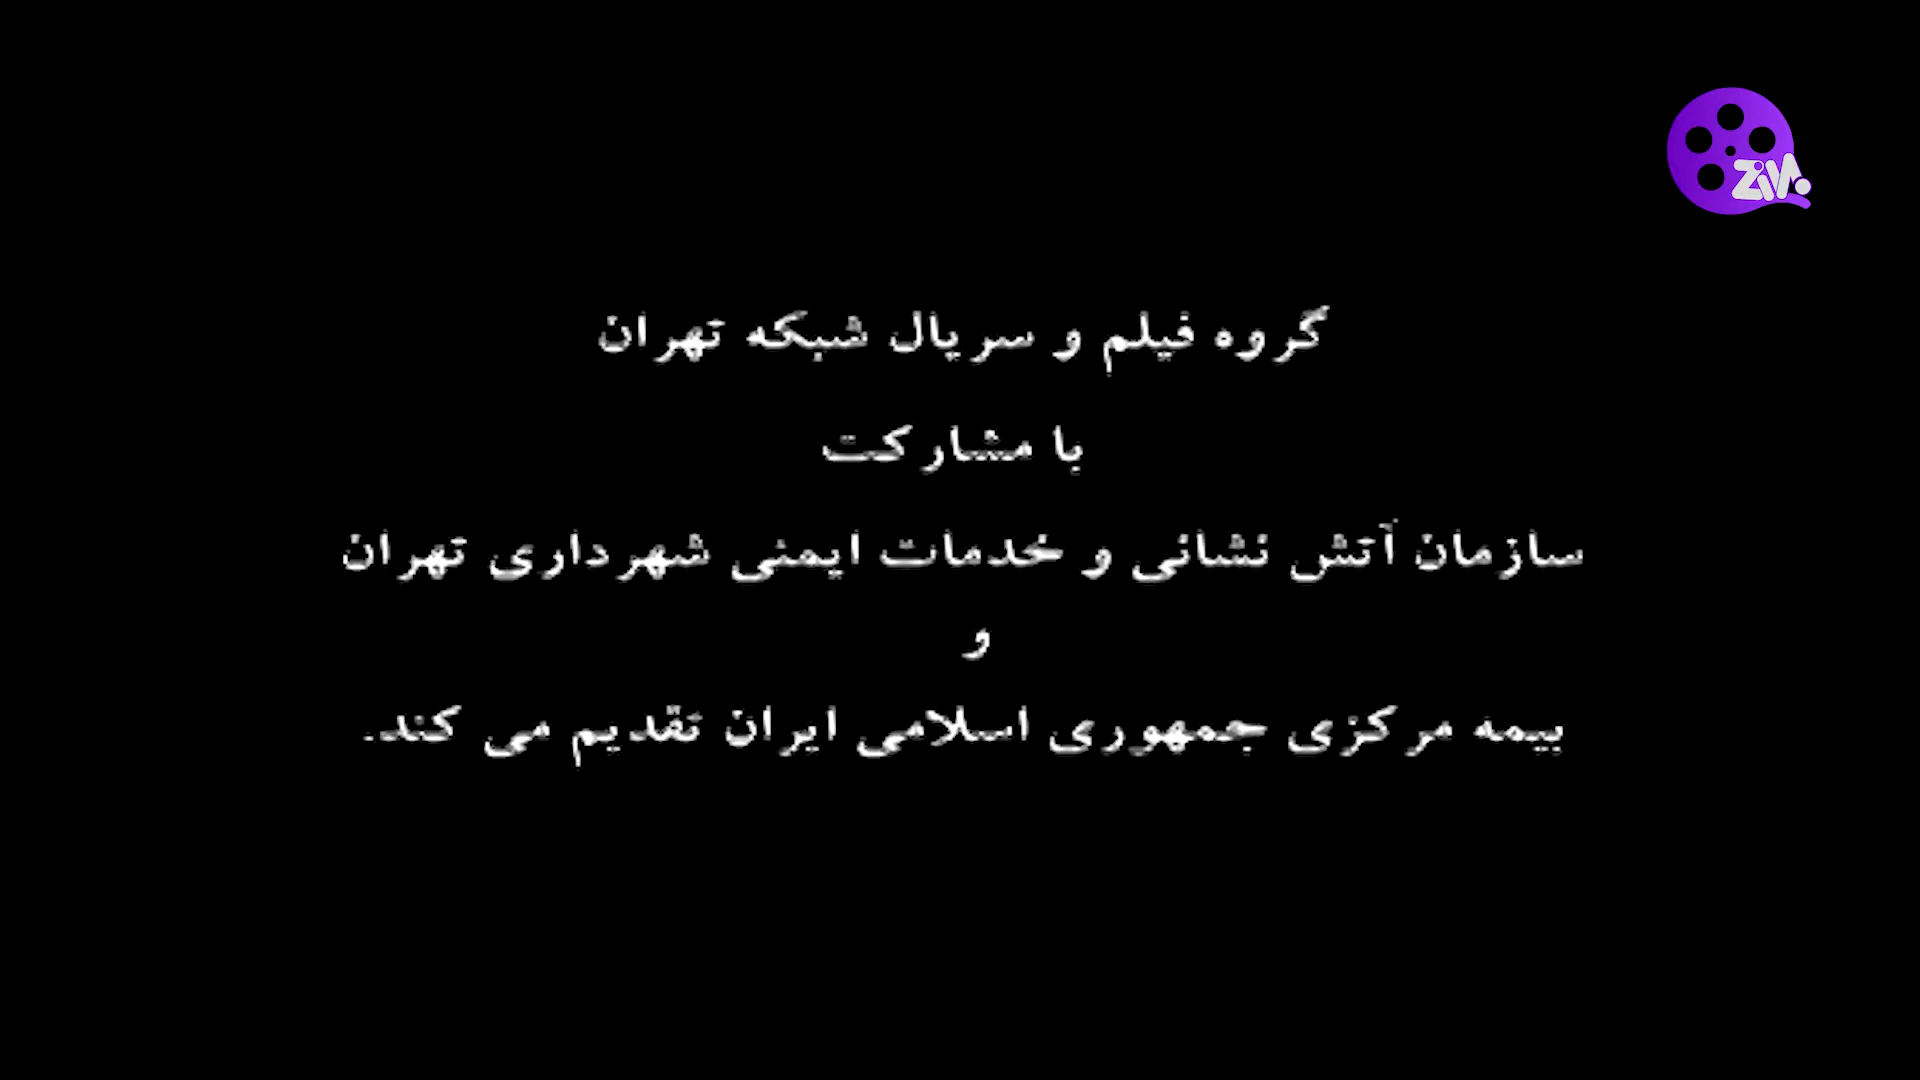 ZiVA
گروه فیلم و سریال شبکه تهران
با مشارکت
سازمان آتش نشانی و خدمات ایمنی شهرداری تهران
و
بیمه مرکزی جمهوری اسلامی ایران تقدیم می کند.